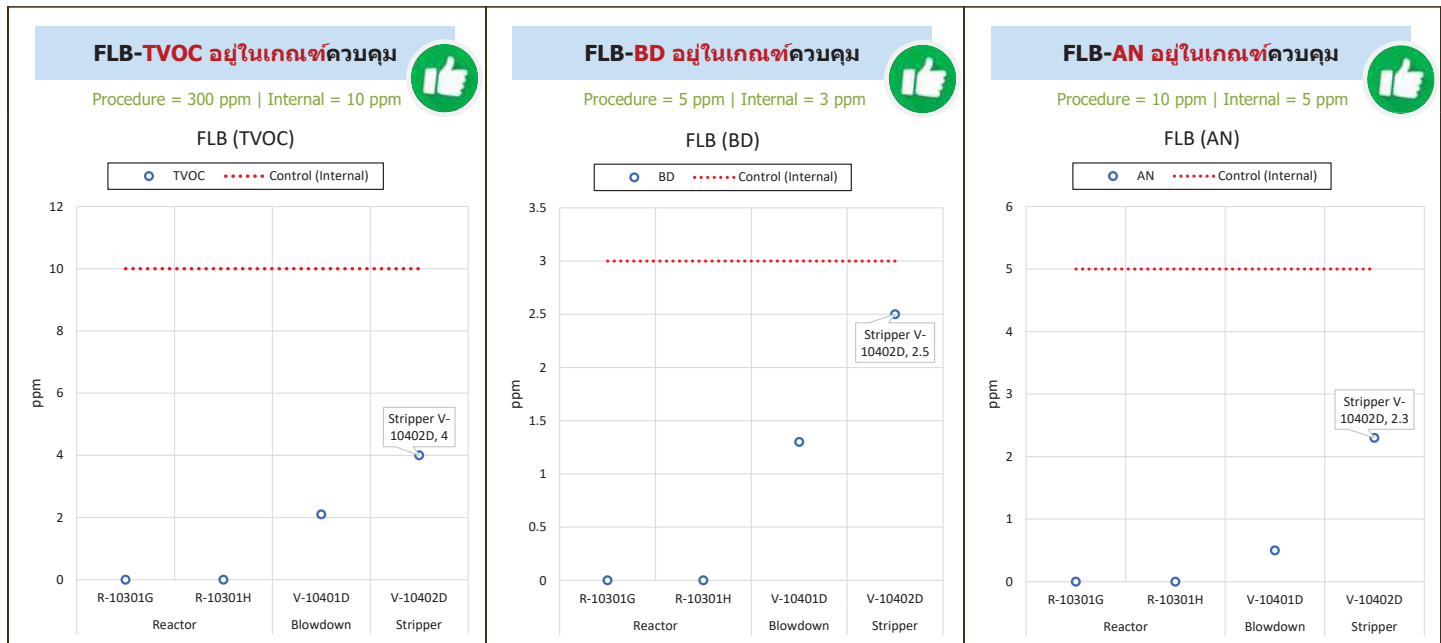 FLB-TVOC อยู่ในเกณฑ์ควบคุม
Procedure = 300 ppm | Internal = 10 ppm
FLB (TVOC)
TVOC Control (Internal)
12
10
8
6
4
2
0
ppm
Stripper V-
10402D, 4
R-10301G R-10301H V-10401D V-10402D
Reactor Blowdown Stripper
FLB-BD อยู่ในเกณฑ์ควบคุม
Procedure = 5 ppm | Internal = 3 ppm
FLB (BD)
BD Control (Internal)
3.5
3
2.5
2
1.5
1
0.5
0
ppm
Stripper V-
10402D, 2.5
R-10301G R-10301H V-10401D V-10402D
Reactor Blowdown Stripper
FLB-AN อยู่ในเกณฑ์ควบคุม
Procedure = 10 ppm | Internal = 5 ppm
FLB (AN)
AN Control (Internal)
6
5
4
3
2
1
0
ppm
Stripper V-
10402D, 2.3
R-10301G R-10301H V-10401D V-10402D
Reactor Blowdown Stripper